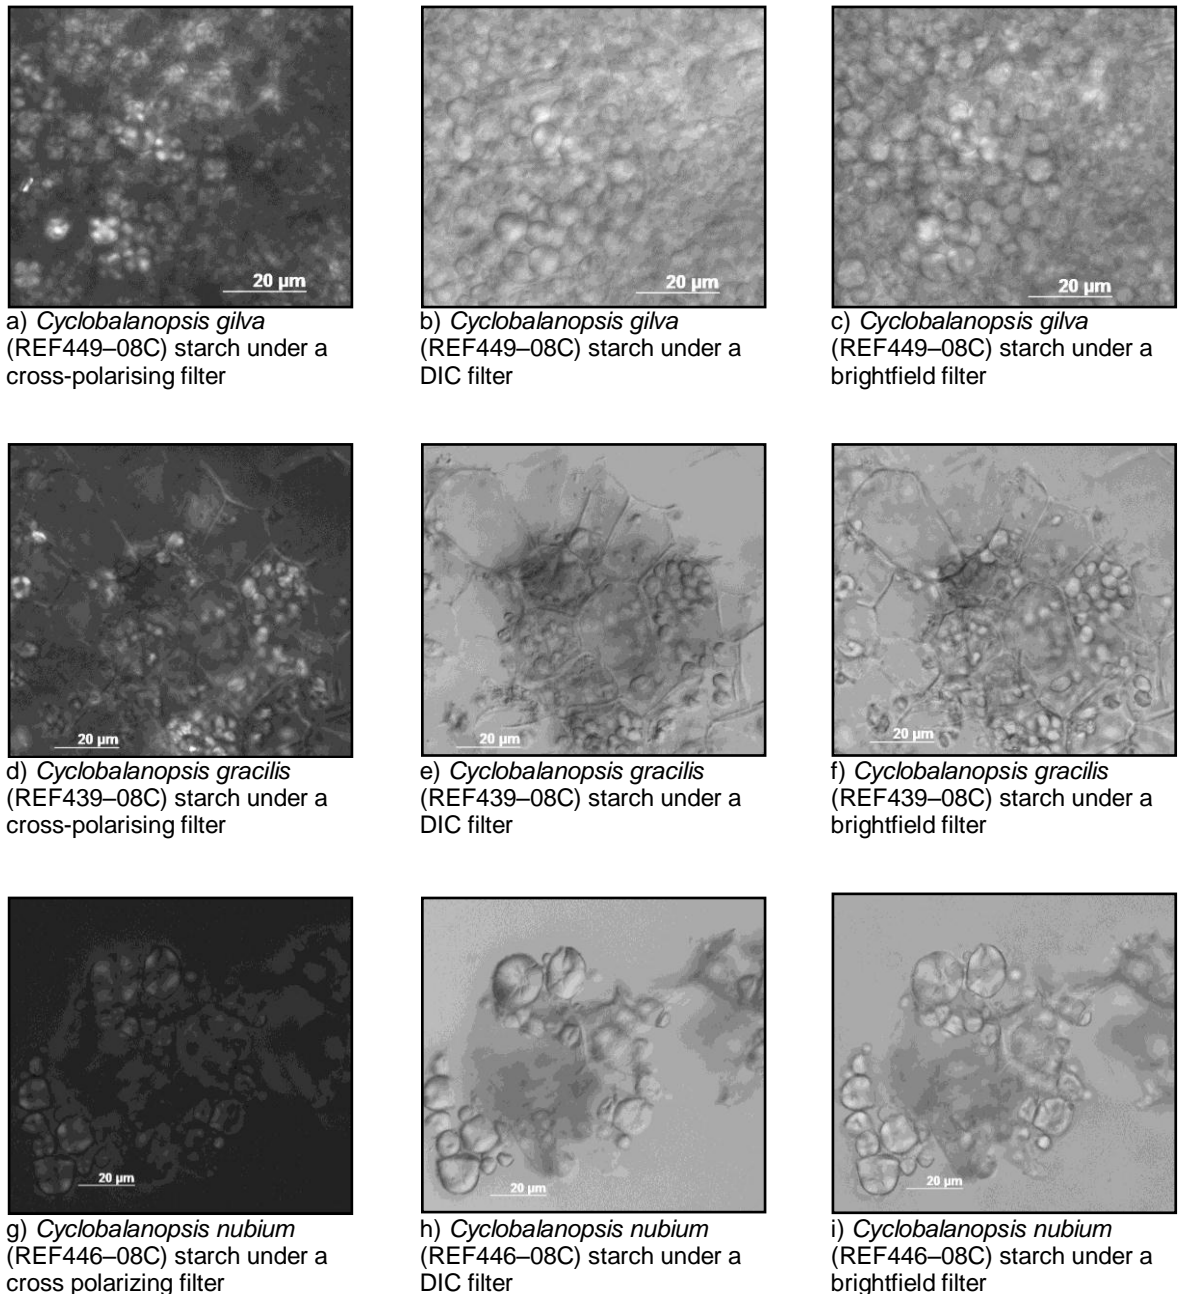 20 µm
20 µm
20 µm
a) Cyclobalanopsis gilva
(REF449–08C) starch under a
cross-polarising filter
b) Cyclobalanopsis gilva
(REF449–08C) starch under a
DIC filter
c) Cyclobalanopsis gilva
(REF449–08C) starch under a
brightfield filter
20 µm
20 µm
20 µm
d) Cyclobalanopsis gracilis
(REF439–08C) starch under a
cross-polarising filter
e) Cyclobalanopsis gracilis
(REF439–08C) starch under a
DIC filter
f) Cyclobalanopsis gracilis
(REF439–08C) starch under a
brightfield filter
20 µm
20 µm
20 µm
g) Cyclobalanopsis nubium
(REF446–08C) starch under a
cross polarizing filter
h) Cyclobalanopsis nubium
(REF446–08C) starch under a
DIC filter
i) Cyclobalanopsis nubium
(REF446–08C) starch under a
brightfield filter